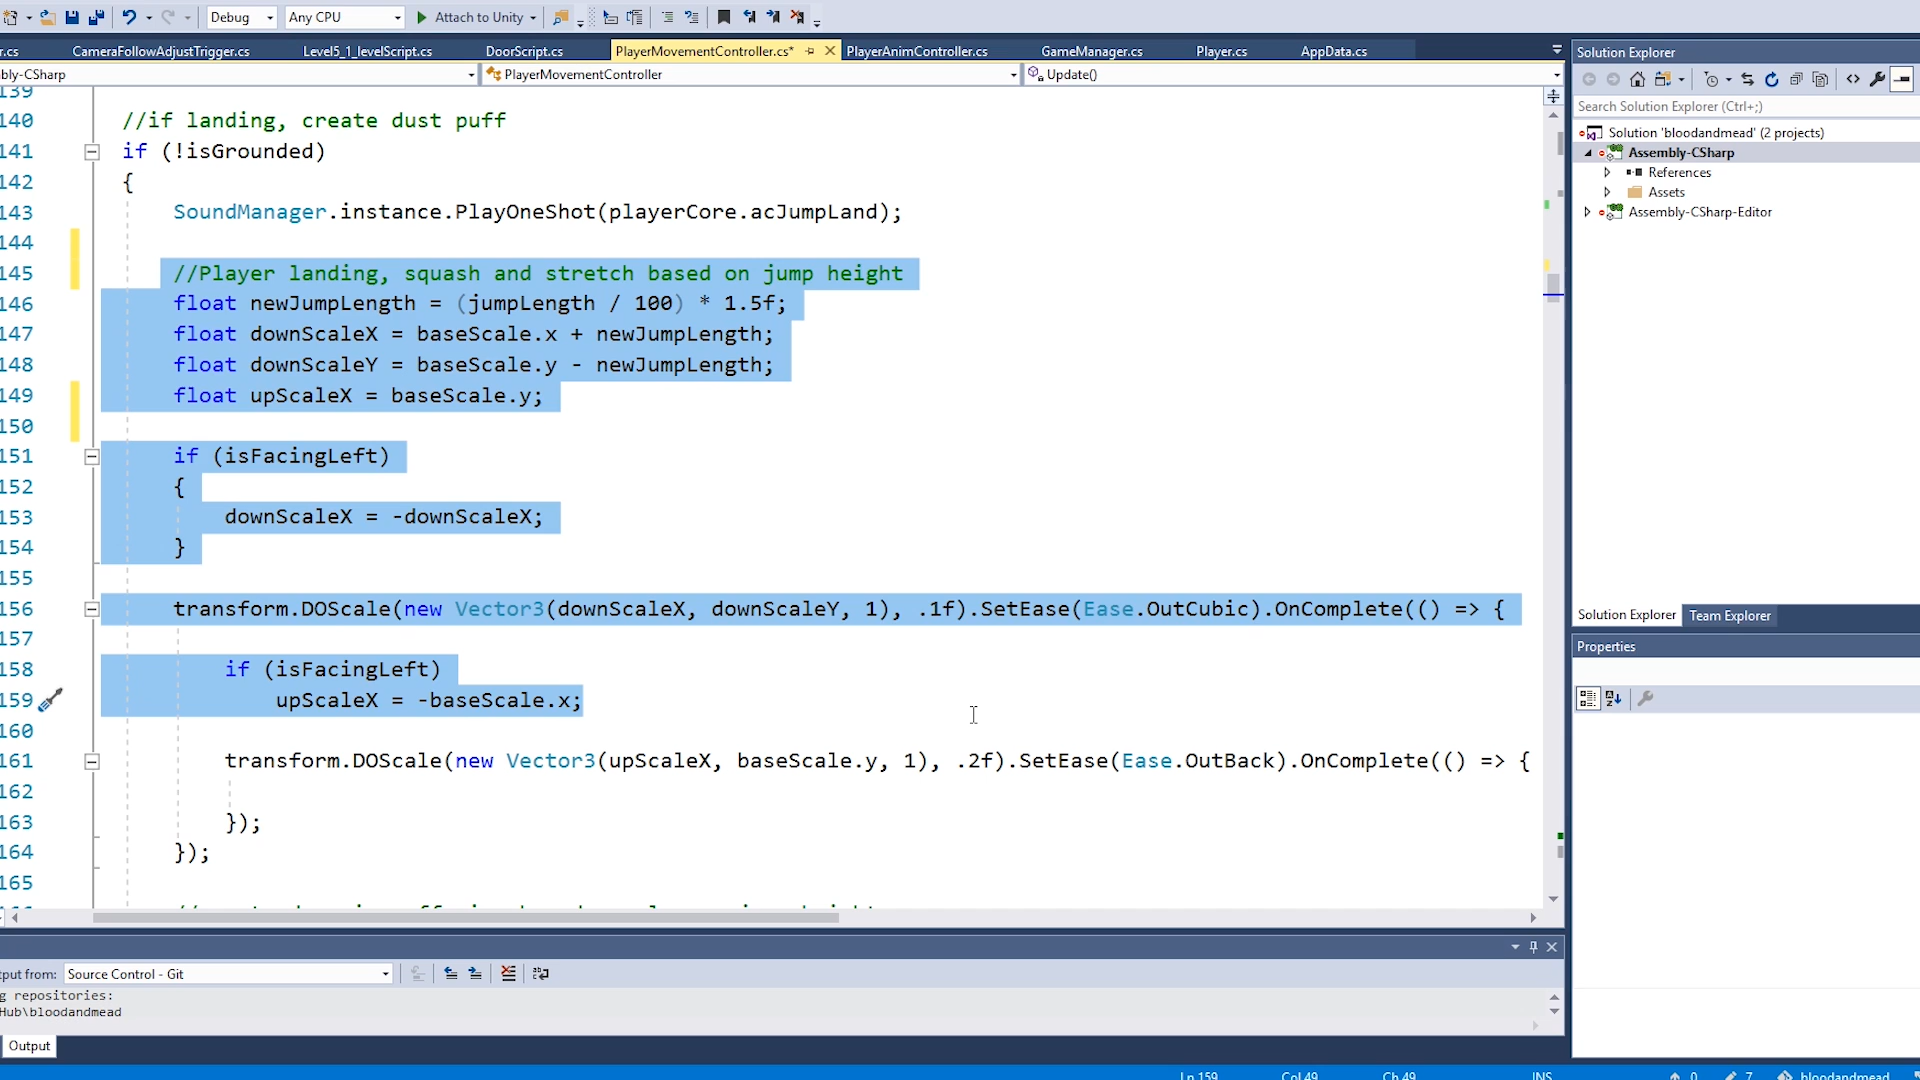 Debug
Any CPU
Attach to Unity
r.cs
CameraFollowAdjustTrigger.cs
Level5_1_levelScript.cs
DoorScript.cs
PlayerMovementController.cs*
PlayerAnimController.cs
GameManager.cs
Player.cs
AppData.cs
bly-CSharp
PlayerMovementController
Update()
139
140 //if landing, create dust puff
141 if (!isGrounded)
142 {
143 SoundManager.instance.PlayOneShot(playerCore.acJumpLand);
144
145 //Player landing, squash and stretch based on jump height
146 float newJumpLength = (jumpLength / 100) * 1.5f;
147 float downScaleX = baseScale.x + newJumpLength;
148 float downScaleY = baseScale.y - newJumpLength;
149 float upScaleX = baseScale.y;
150
151 if (isFacingLeft)
152 {
153 downScaleX = -downScaleX;
154 }
155
156 transform.DOScale(new Vector3(downScaleX, downScaleY, 1), .1f).SetEase(Ease.OutCubic).OnComplete(() => {
157
158 if (isFacingLeft)
159 upScaleX = -baseScale.x;
160
161 transform.DOScale(new Vector3(upScaleX, baseScale.y, 1), .2f).SetEase(Ease.OutBack).OnComplete(() => {
162
163 });
164 });
165
Solution Explorer
Search Solution Explorer (Ctrl+;)
Solution 'bloodandmead' (2 projects)
Assembly-CSharp
References
Assets
Assembly-CSharp-Editor
Solution Explorer
Team Explorer
Properties
tput from:
Source Control - Git
g repositories:
Hub\bloodandmead
Output
Ln 159
Col 49
Ch 49
INS
0
7
bloodandmead